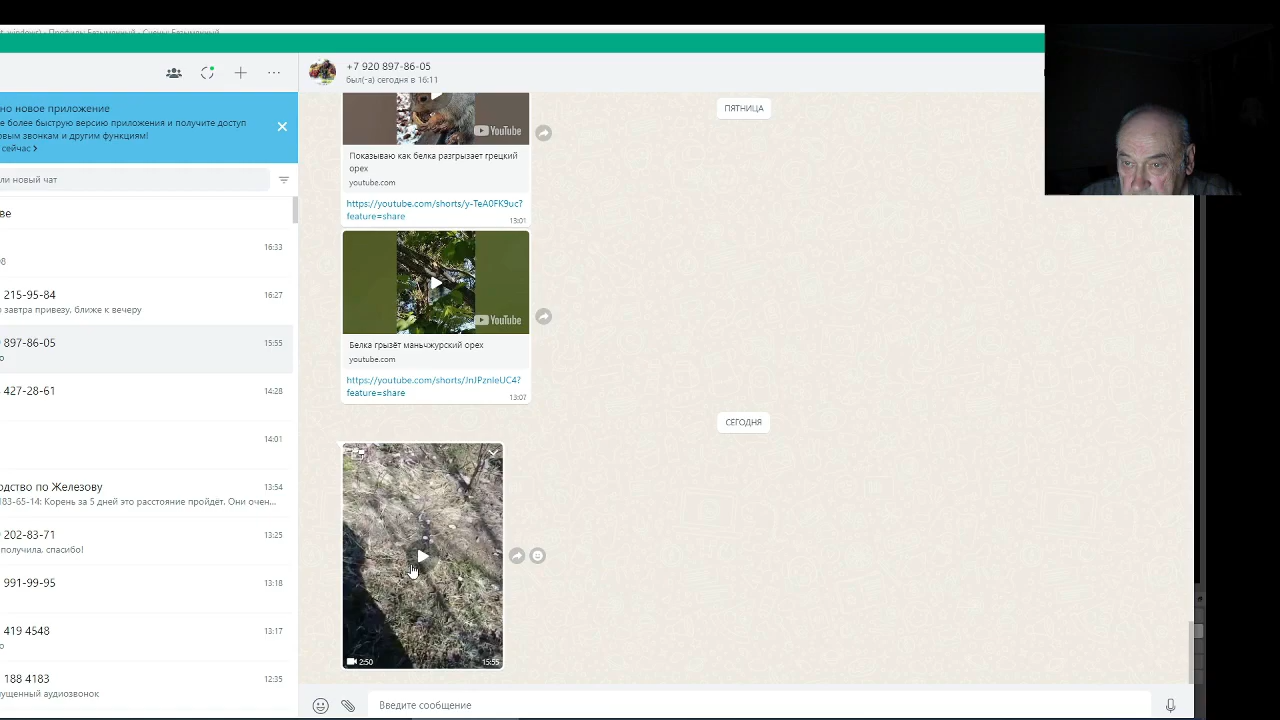 +7 920 897-86-05
был(-а) сегодня в 16:11
но новое приложение
е более быструю версию приложения и получите доступ
овым звонкам и другим функциям!
сейчас >
ли новый чат
ве
16:33
98
215-95-84
16:27
о завтра привезу, ближе к вечеру
897-86-05
15:55
о
427-28-61
14:28
14:01
одство по Железову
13:54
183-65-14: Корень за 5 дней это расстояние пройдет. Они очен...
202-83-71
13:25
получила, спасибо!
991-99-95
13:18
419 4548
13:17
о
188 4183
12:35
щенный аудиозвонок
ПЯТНИЦА
YouTube
Показываю как белка разгрызает грецкий
орех
youtube.com
https://youtube.com/shorts/y-TeA0FK9uc?
feature=share
13:01
YouTube
Белка грызёт маньчжурский орех
youtube.com
https://youtube.com/shorts/JnJPznIeUC4?
feature=share
13:07
СЕГОДНЯ
2:50
15:55
Введите сообщение